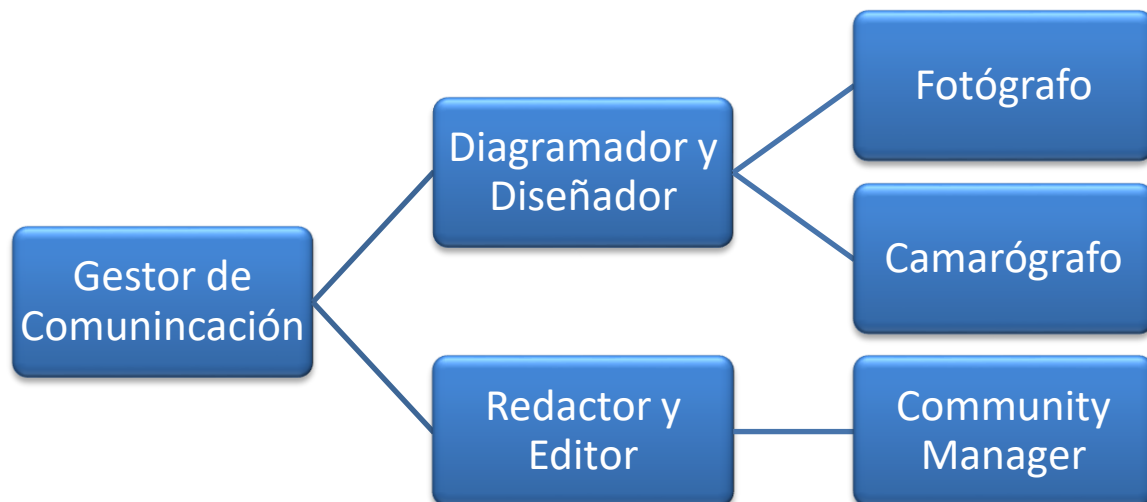 Gestor de
Comunincación
Diagramador y
Diseñador
Redactor y
Editor
Fotógrafo
Camarógrafo
Community
Manager